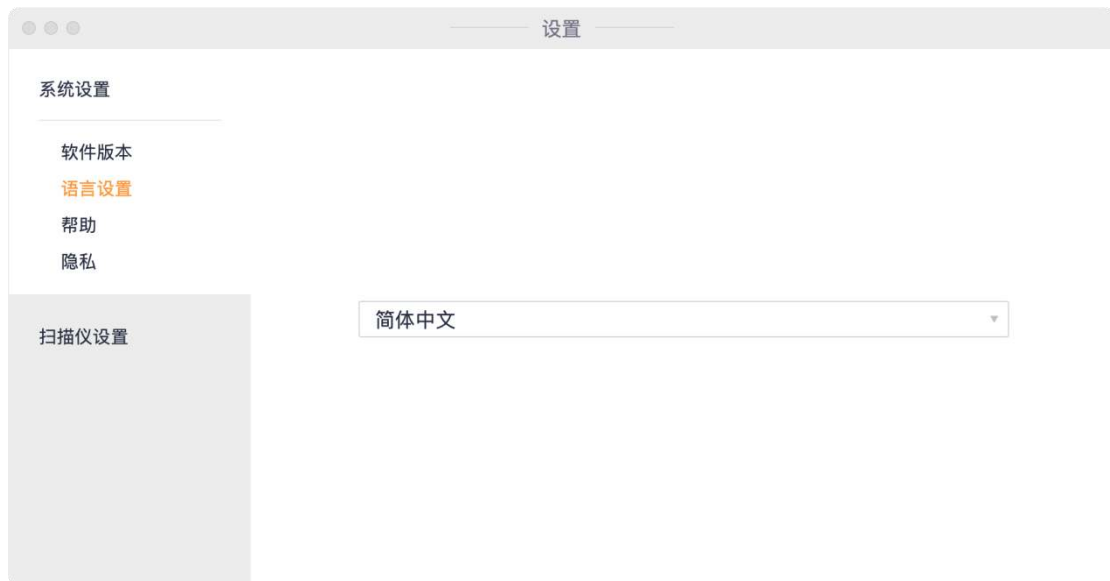 设置
系统设置
软件版本
语言设置
帮助
隐私
扫描仪设置
简体中文